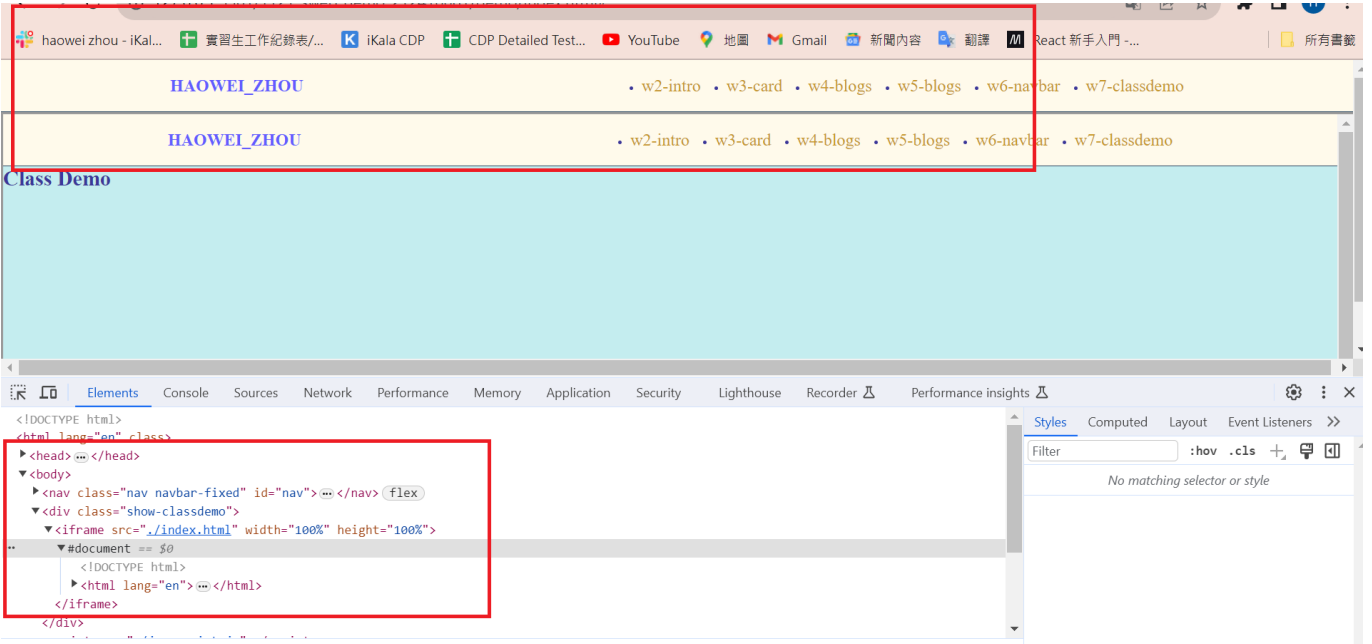 haowei zhou - iKal... 實習生工作紀錄表/... iKala CDP CDP Detailed Test... YouTube 地圖 Gmail 新聞內容 翻譯 React 新手入門 -... 所有書籤
HAOWEI_ZHOU • w2-intro • w3-card • w4-blogs • w5-blogs • w6-navbar • w7-classdemo
HAOWEI_ZHOU • w2-intro • w3-card • w4-blogs • w5-blogs • w6-navbar • w7-classdemo
Class Demo
Elements Console Sources Network Performance Memory Application Security Lighthouse Recorder Performance insights
<!DOCTYPE html>
<html lang="en" class>
<head>…</head>
<body>
<nav class="nav navbar-fixed" id="nav">…</nav> flex
<div class="show-classdemo">
<iframe src="./index.html" width="100%" height="100%">
#document == $0
<!DOCTYPE html>
<html lang="en">…</html>
</iframe>
</div>
Styles Computed Layout Event Listeners
Filter :hov .cls
No matching selector or style